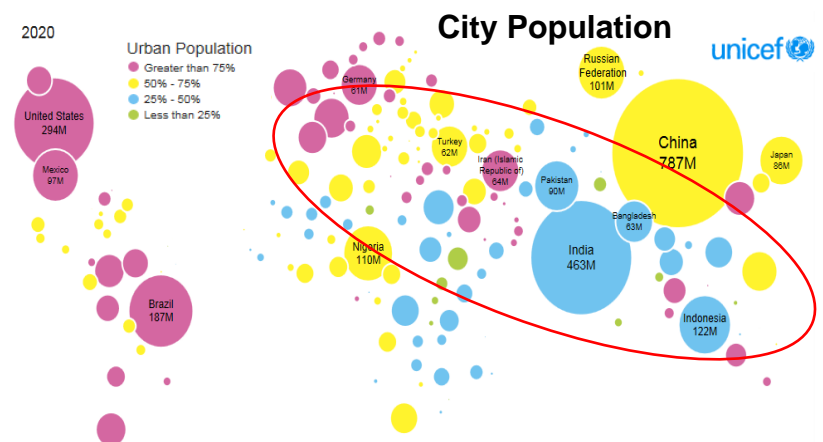 City Population
2020
unicef
Urban Population
Greater than 75%
50% - 75%
25% - 50%
Less than 25%
United States
294M
Mexico
97M
Brazil
187M
Germany
61M
Turkey
62M
Iran (Islamic
Republic of)
64M
Nigeria
110M
Russian
Federation
101M
China
787M
Japan
86M
Pakistan
90M
Bangladesh
63M
India
463M
Indonesia
122M